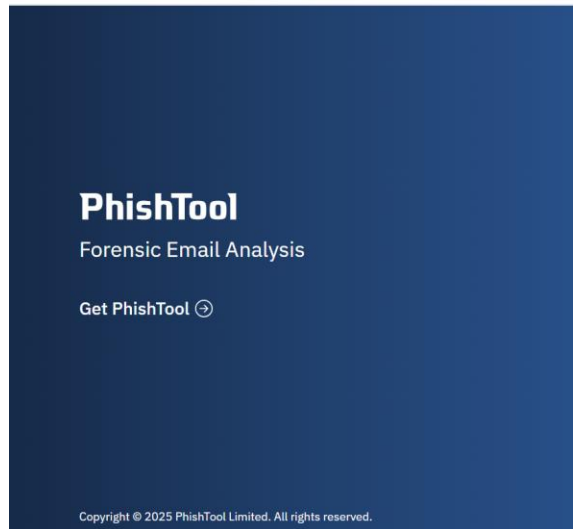 PhishTool
Forensic Email Analysis
Get PhishTool
Copyright © 2025 PhishTool Limited. All rights reserved.